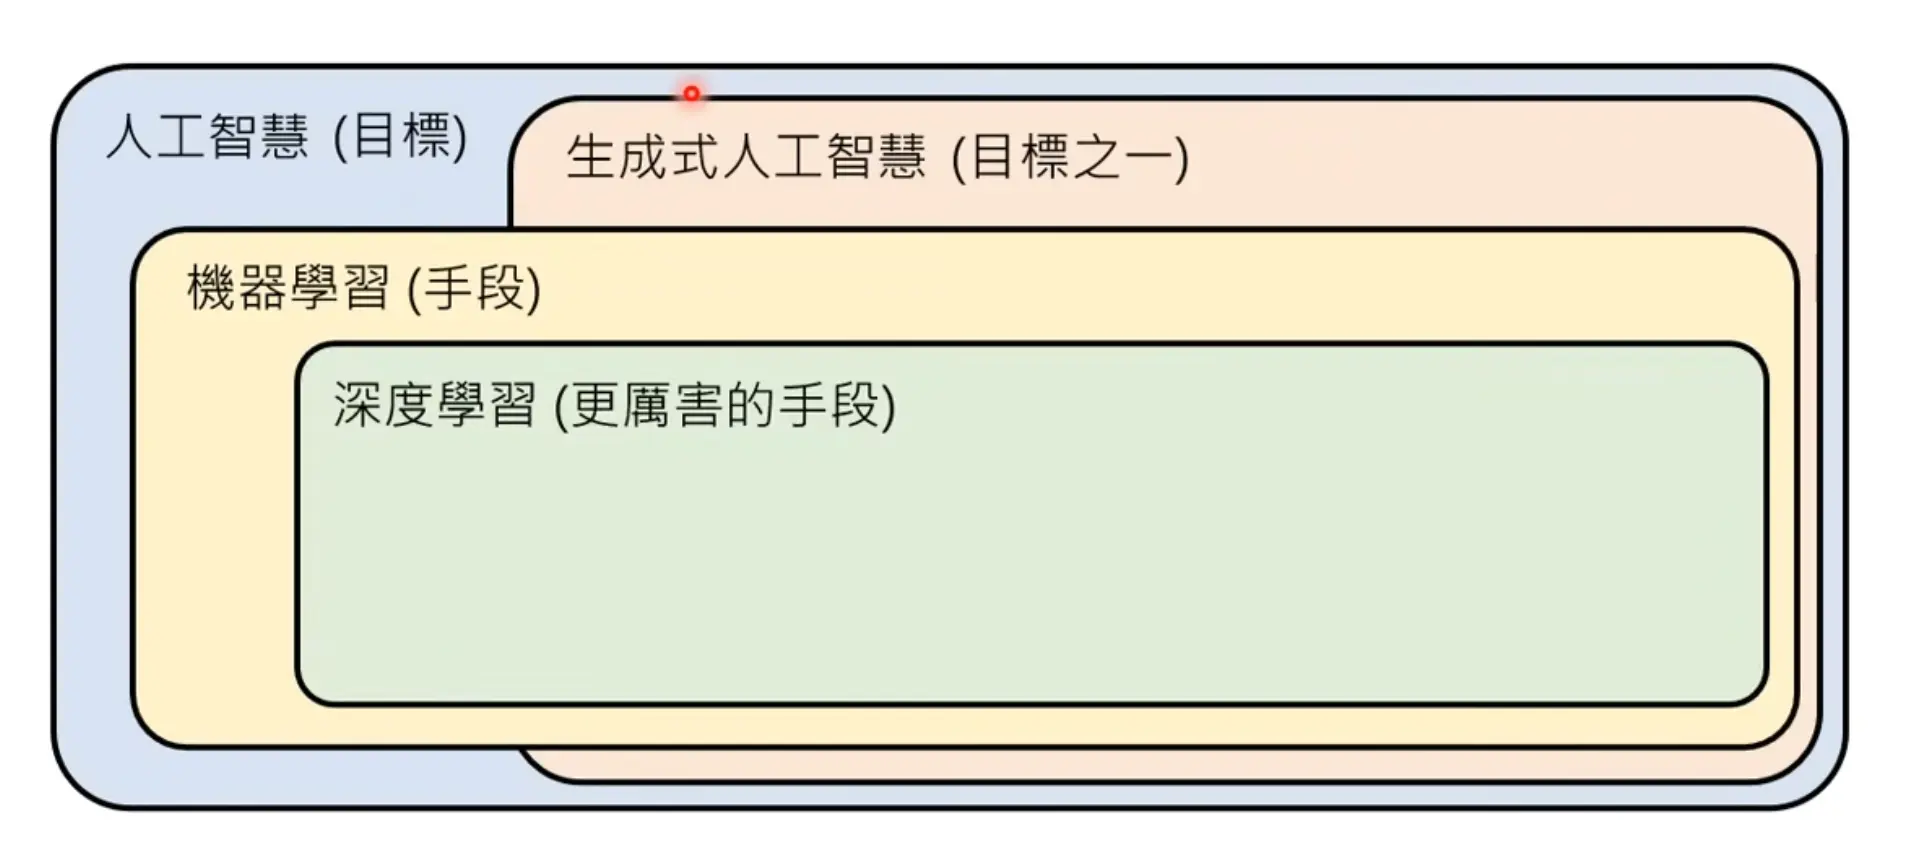 人工智慧 (目標)
生成式人工智慧 (目標之一)
機器學習 (手段)
深度學習 (更厲害的手段)